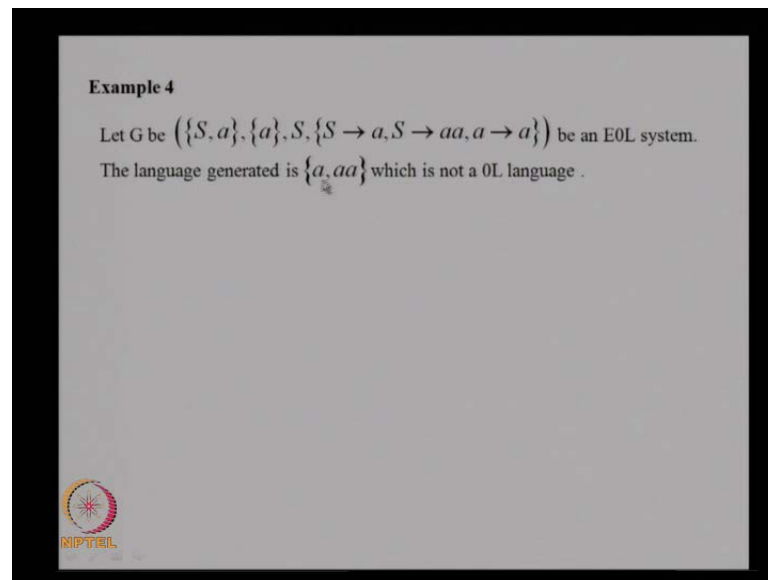 Example 4
Let G be ({S, a}, {a}, S, {S → a, S → aa, a → a}) be an E0L system.
The language generated is {a, aa} which is not a 0L language .
NPTEL